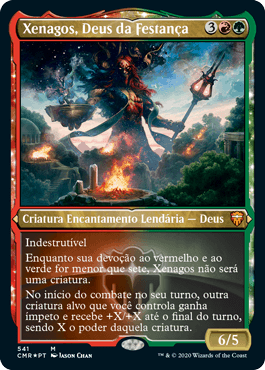 Xenagos, Deus da Festança 3
Criatura Encantamento Lendária — Deus
Indestrutível
Enquanto sua devoção ao vermelho e ao
verde for menor que sete, Xenagos não será
uma criatura.
No início do combate no seu turno, outra
criatura alvo que você controla ganha
ímpeto e recebe +X/+X até o final do turno,
sendo X o poder daquela criatura.
6/5
541 M
CMR • PT Jason Chan
™ & © 2020 Wizards of the Coast